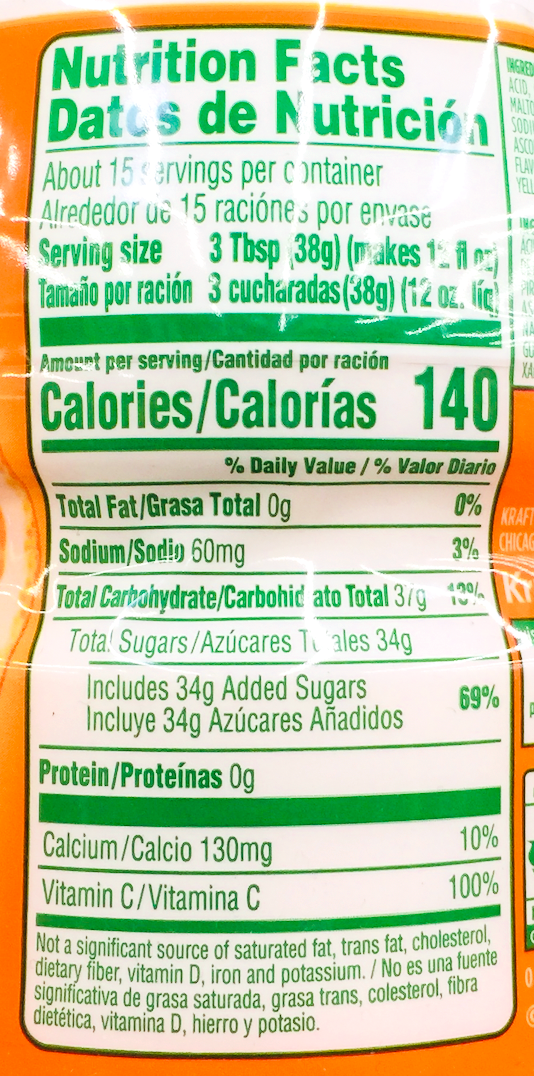 Nutrition Facts
Datos de Nutrición
About 15 servings per container
Alrededor de 15 raciónes por envase
Serving size 3 Tbsp (38g) (makes 12 fl oz)
Tamaño por ración 3 cucharadas (38g) (12 oz. líq)
Amount per serving/Cantidad por ración
Calories/Calorías 140
% Daily Value / % Valor Diario
Total Fat/Grasa Total 0g 0%
Sodium/Sodio 60mg 3%
Total Carbohydrate/Carbohidrato Total 37g 13%
Total Sugars/Azúcares Totales 34g
Includes 34g Added Sugars 69%
Incluye 34g Azúcares Añadidos
Protein/Proteínas 0g
Calcium/Calcio 130mg 10%
Vitamin C/Vitamina C 100%
Not a significant source of saturated fat, trans fat, cholesterol,
dietary fiber, vitamin D, iron and potassium. / No es una fuente
significativa de grasa saturada, grasa trans, colesterol, fibra
dietética, vitamina D, hierro y potasio.
ACID,
KRAFT